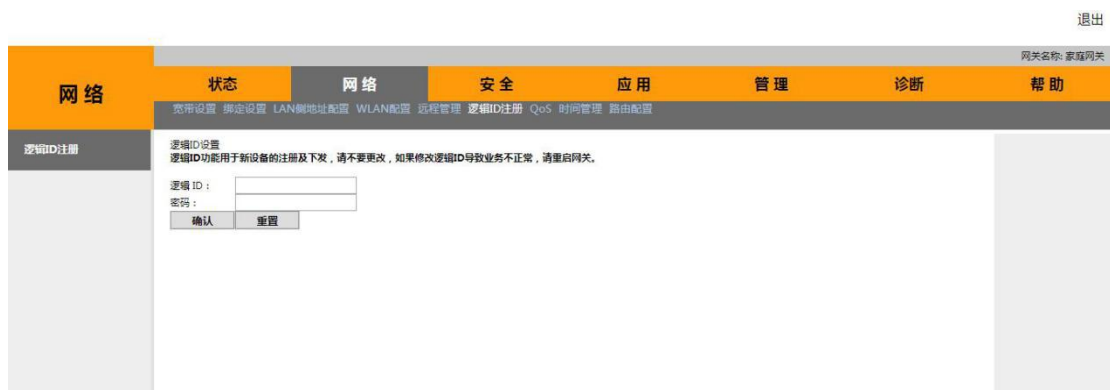 退出
网关名称: 家庭网关
网络
状态 网络 安全 应用 管理 诊断 帮助
宽带设置 绑定设置 LAN侧地址配置 WLAN配置 远程管理 逻辑ID注册 QoS 时间管理 路由配置
逻辑ID注册
逻辑ID设置
逻辑ID功能用于新设备的注册及下发，请不要更改，如果修改逻辑ID导致业务不正常，请重启网关。
逻辑 ID：
密码：
确认 重置